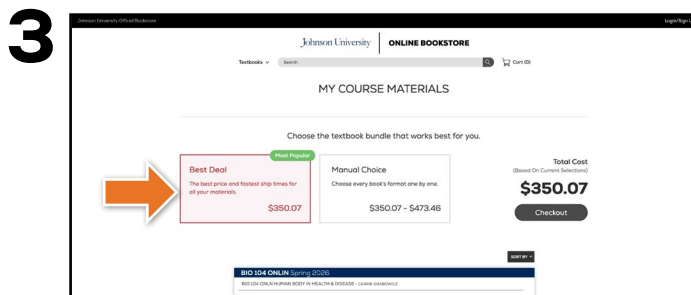 3
Johnson University Official Bookstore
Login/Sign U
Johnson University ONLINE BOOKSTORE
Textbooks Search Cart (0)
MY COURSE MATERIALS
Choose the textbook bundle that works best for you.
Most Popular
Best Deal
The best price and fastest ship times for
all your materials.
$350.07
Manual Choice
Choose every book's format one by one.
$350.07 - $473.46
Total Cost
(Based On Current Selections)
$350.07
Checkout
SORT BY
BIO 104 ONLIN Spring 2026
BIO 104 ONLN HUMAN BODY IN HEALTH & DISEASE - CARRIE GRABOWICZ